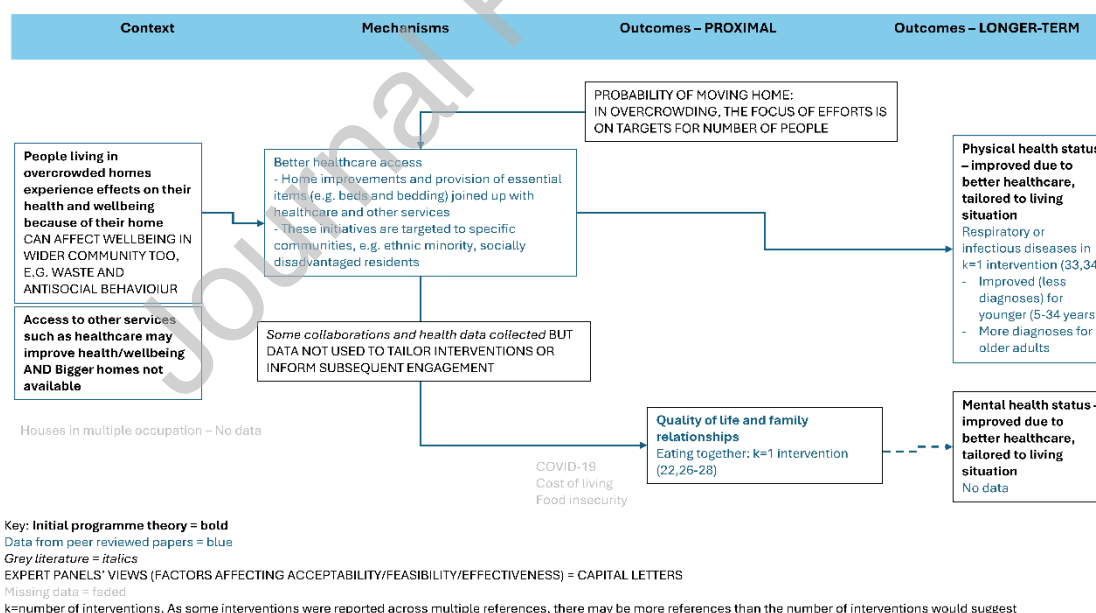 Context Mechanisms Outcomes – PROXIMAL Outcomes – LONGER-TERM
PROBABILITY OF MOVING HOME:
IN OVERCROWDING, THE FOCUS OF EFFORTS IS
ON TARGETS FOR NUMBER OF PEOPLE
People living in
overcrowded homes
experience effects on their
health and wellbeing
because of their home
CAN AFFECT WELLBEING IN
WIDER COMMUNITY TOO,
E.G. WASTE AND
ANTISOCIAL BEHAVIOIUR
Access to other services
such as healthcare may
improve health/wellbeing
AND Bigger homes not
available
Houses in multiple occupation – No data
Better healthcare access
- Home improvements and provision of essential
items (e.g. beds and bedding) joined up with
healthcare and other services
- These initiatives are targeted to specific
communities, e.g. ethnic minority, socially
disadvantaged residents
Some collaborations and health data collected BUT
DATA NOT USED TO TAILOR INTERVENTIONS OR
INFORM SUBSEQUENT ENGAGEMENT
COVID-19
Cost of living
Food insecurity
Quality of life and family
relationships
Eating together: k=1 intervention
(22,26-28)
Physical health status
– improved due to
better healthcare,
tailored to living
situation
Respiratory or
infectious diseases in
k=1 intervention (33,34
- Improved (less
diagnoses) for
younger (5-34 years
- More diagnoses for
older adults
Mental health status –
improved due to
better healthcare,
tailored to living
situation
No data
Key: Initial programme theory = bold
Data from peer reviewed papers = blue
Grey literature = italics
EXPERT PANELS' VIEWS (FACTORS AFFECTING ACCEPTABILITY/FEASIBILITY/EFFECTIVENESS) = CAPITAL LETTERS
Missing data = faded
k=number of interventions. As some interventions were reported across multiple references, there may be more references than the number of interventions would suggest
Journal